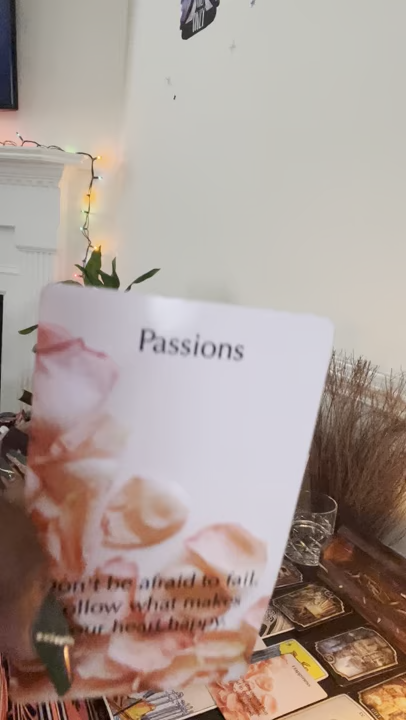 Passions
Don't be afraid to fail,
follow what makes
your heart happy.